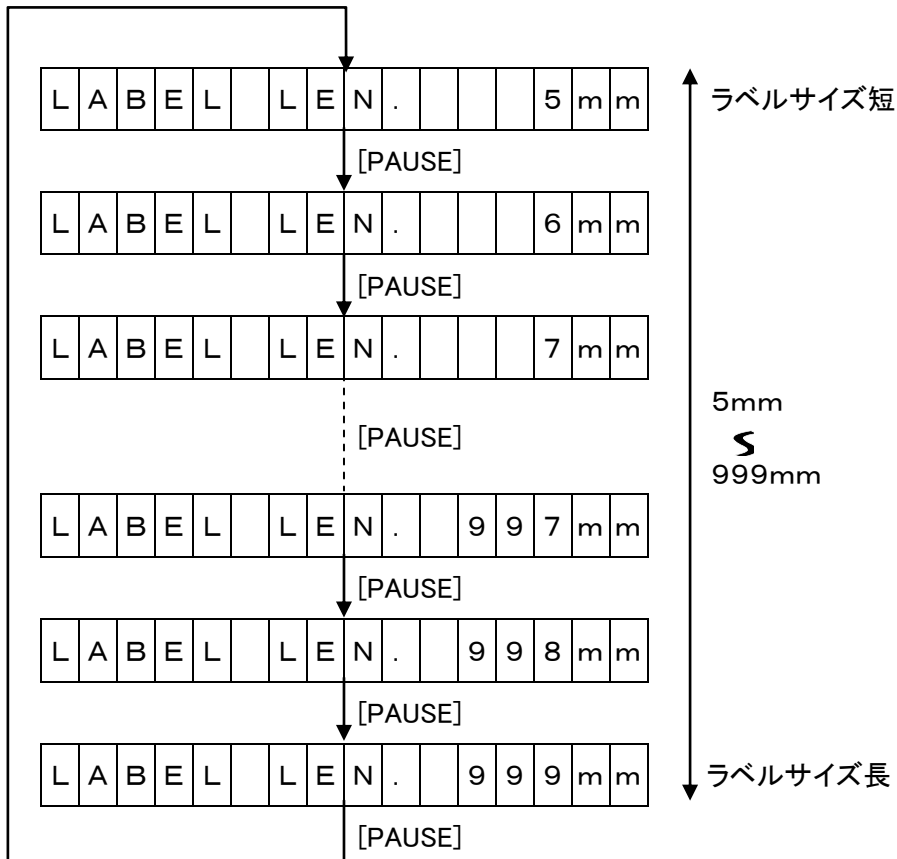 LABEL LEN.    5mm ラベルサイズ短
[PAUSE]
LABEL LEN.    6mm
[PAUSE]
LABEL LEN.    7mm
5mm
[PAUSE]
〜
999mm
LABEL LEN.  997mm
[PAUSE]
LABEL LEN.  998mm
[PAUSE]
LABEL LEN.  999mm ラベルサイズ長
[PAUSE]